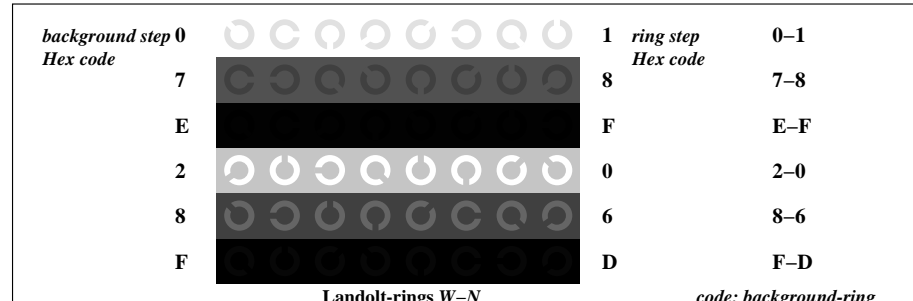 background step 0 1 ring step 0–1
Hex code Hex code
7 8 7–8
E F E–F
2 0 2–0
8 6 8–6
F D F–D
Landolt-rings W–N code: background-ring